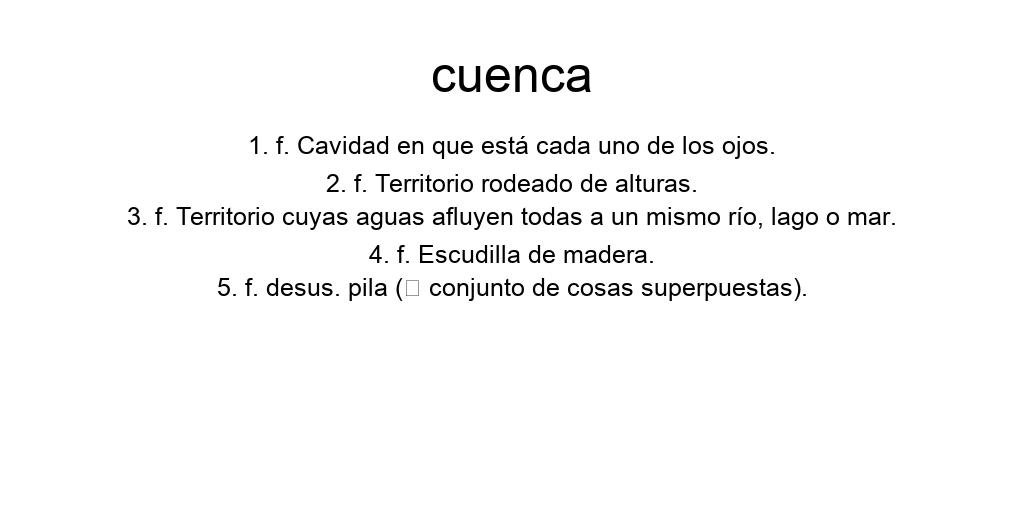 cuenca
1. f. Cavidad en que está cada uno de los ojos.
2. f. Territorio rodeado de alturas.
3. f. Territorio cuyas aguas afluyen todas a un mismo río, lago o mar.
4. f. Escudilla de madera.
5. f. desus. pila (□ conjunto de cosas superpuestas).